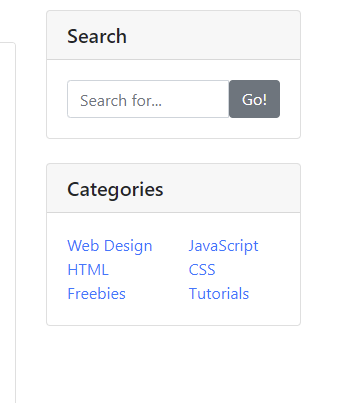 Search
Search for... Go!
Categories
Web Design JavaScript
HTML CSS
Freebies Tutorials